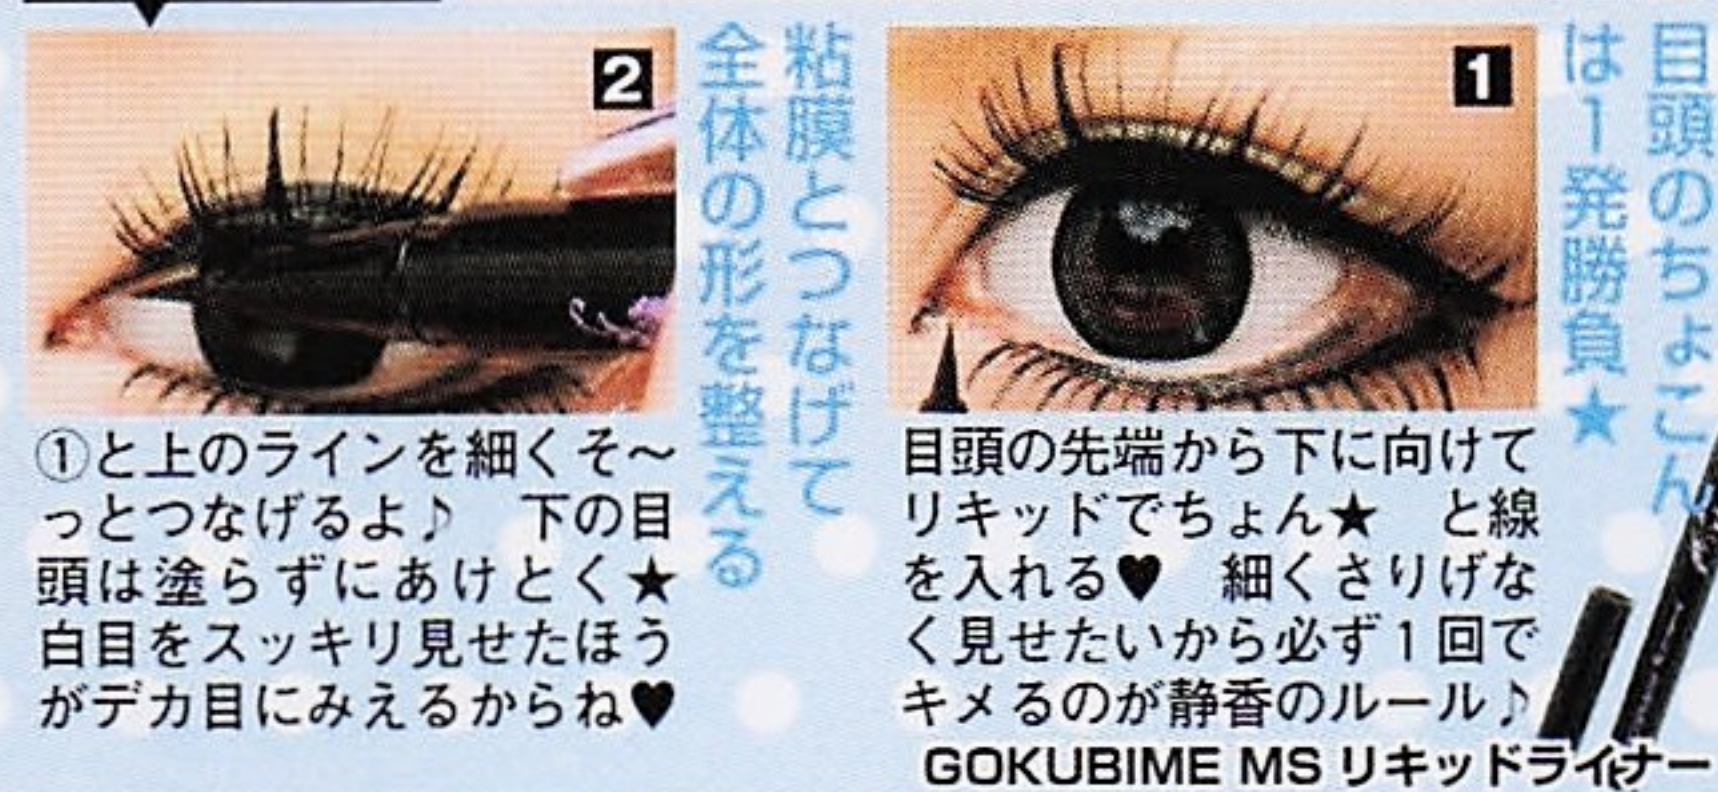 目頭のちょこん
は1発勝負★
1
目頭の先端から下に向けて
リキッドでちょん★　と線
を入れる♥　細くさりげな
く見せたいから必ず1回で
キメるのが静香のルール♪
GOKUBIME MS リキッドライナー
粘膜とつなげて
全体の形を整える
2
①と上のラインを細くそ〜
っとつなげるよ♪　下の目
頭は塗らずにあけとく★
白目をスッキリ見せたほう
がデカ目にみえるからね♥